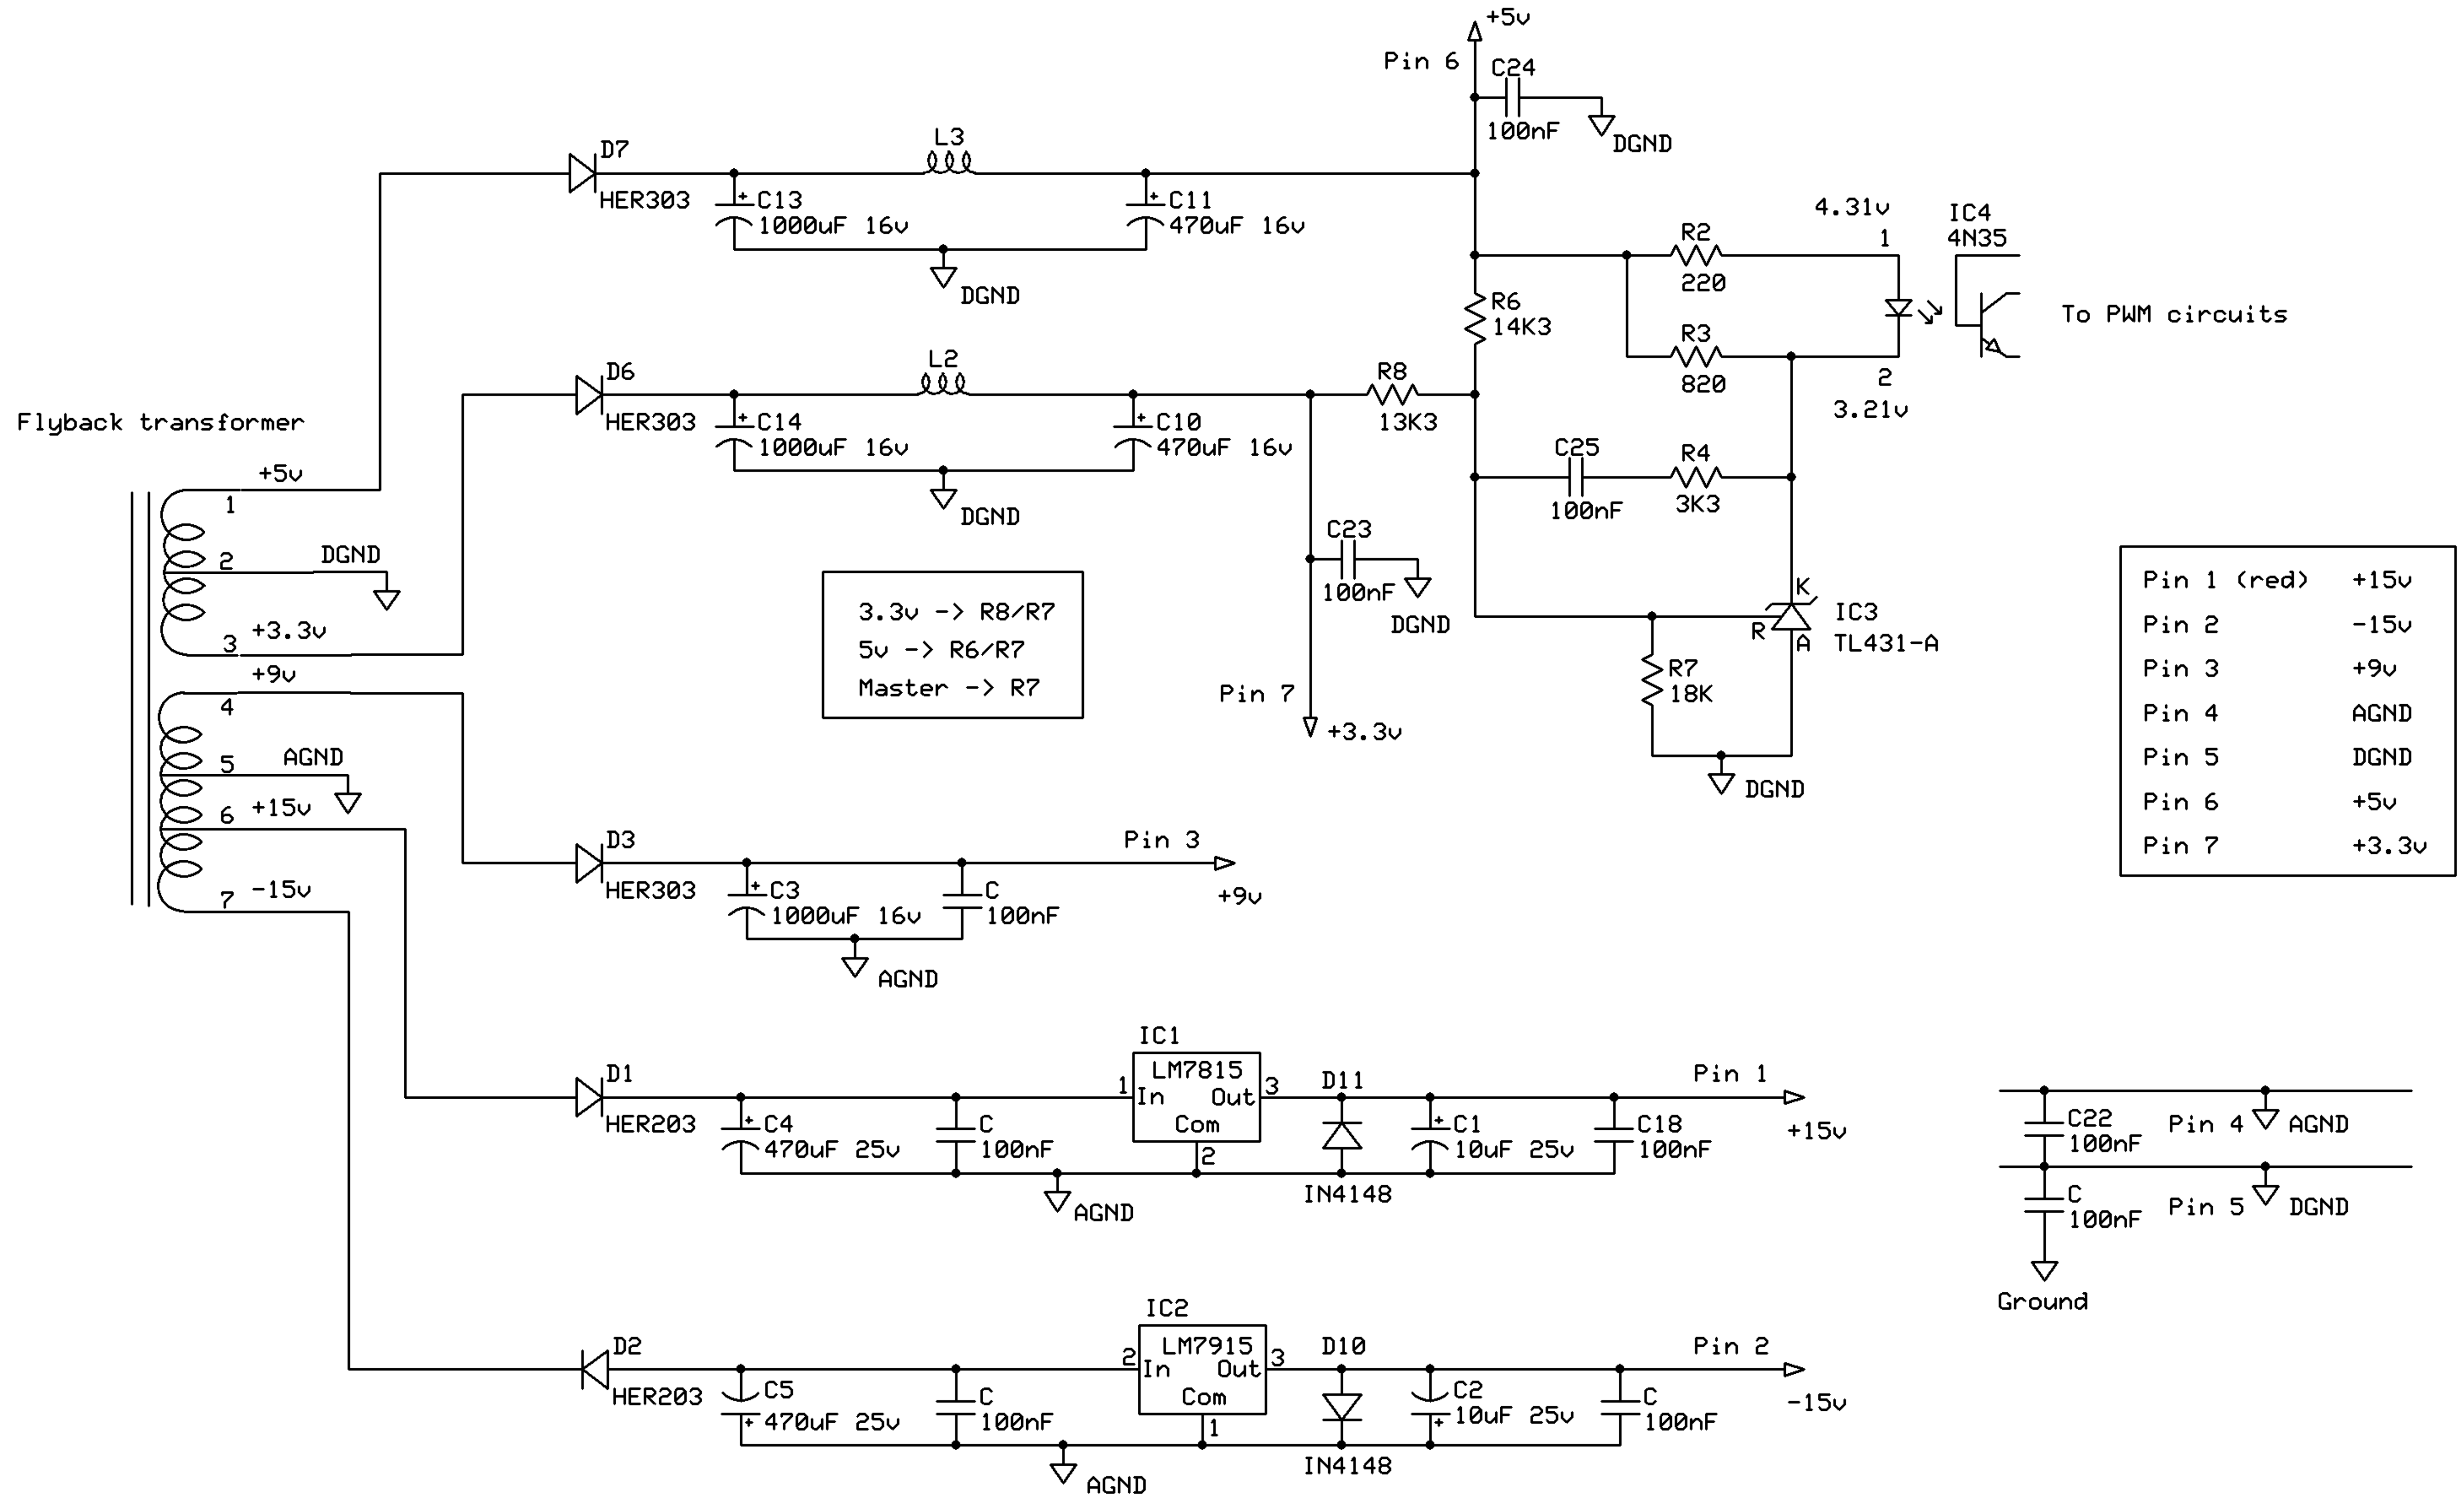 +5v
Pin 6
C24
100nF
DGND
D7
HER303
L3
C13
1000uF 16v
C11
470uF 16v
DGND
4.31v
1
IC4
4N35
R2
220
R6
14K3
R3
820
2
3.21v
To PWM circuits
D6
HER303
L2
C14
1000uF 16v
C10
470uF 16v
DGND
R8
13K3
C25
100nF
R4
3K3
C23
100nF
DGND
Pin 7
+3.3v
R
K
A
IC3
TL431-A
R7
18K
DGND
3.3v -> R8/R7
5v -> R6/R7
Master -> R7
Flyback transformer
+5v
1
2
DGND
3
+3.3v
+9v
4
5
AGND
6
+15v
7
-15v
Pin 1 (red) +15v
Pin 2 -15v
Pin 3 +9v
Pin 4 AGND
Pin 5 DGND
Pin 6 +5v
Pin 7 +3.3v
D3
HER303
C3
1000uF 16v
C
100nF
AGND
Pin 3
+9v
D1
HER203
C4
470uF 25v
C
100nF
AGND
IC1
LM7815
1
In
Out
3
Com
2
D11
IN4148
C1
10uF 25v
C18
100nF
Pin 1
+15v
C22
100nF
Pin 4
AGND
C
100nF
Pin 5
DGND
Ground
D2
HER203
C5
470uF 25v
C
100nF
AGND
IC2
LM7915
2
In
Out
3
Com
1
D10
IN4148
C2
10uF 25v
C
100nF
Pin 2
-15v